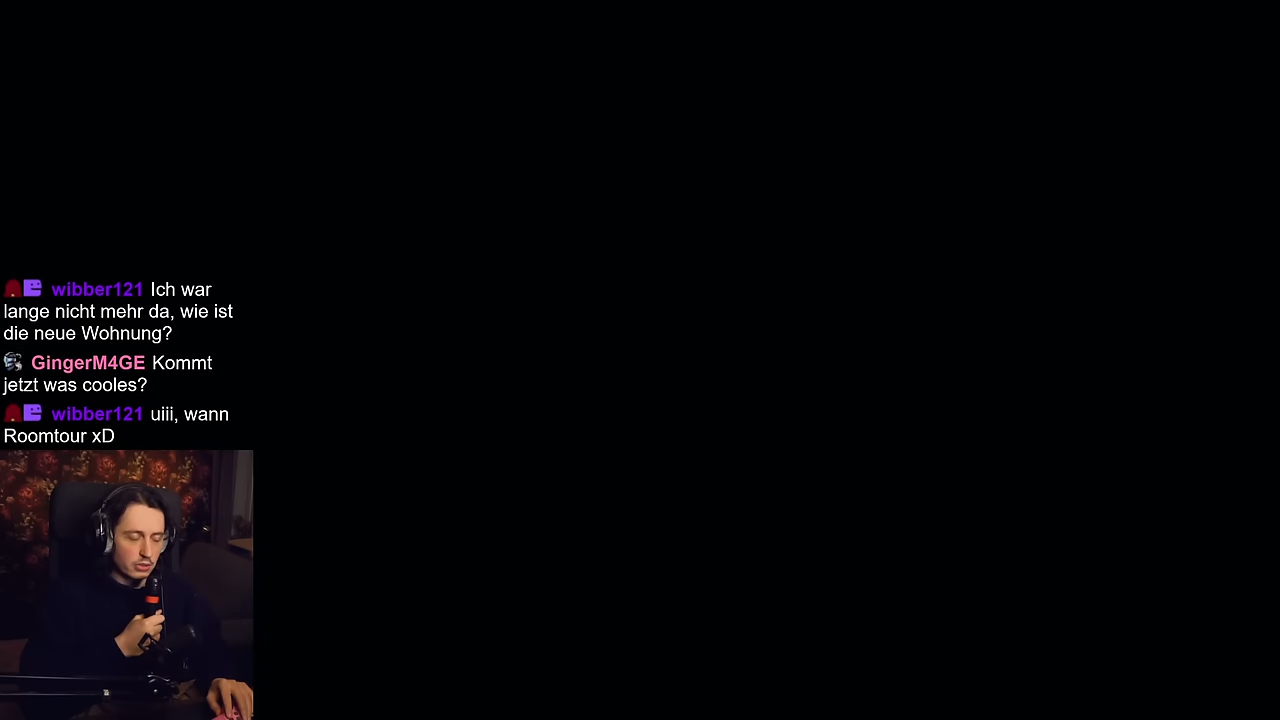 wibber121 Ich war
lange nicht mehr da, wie ist
die neue Wohnung?
GingerM4GE Kommt
jetzt was cooles?
wibber121 uiii, wann
Roomtour xD